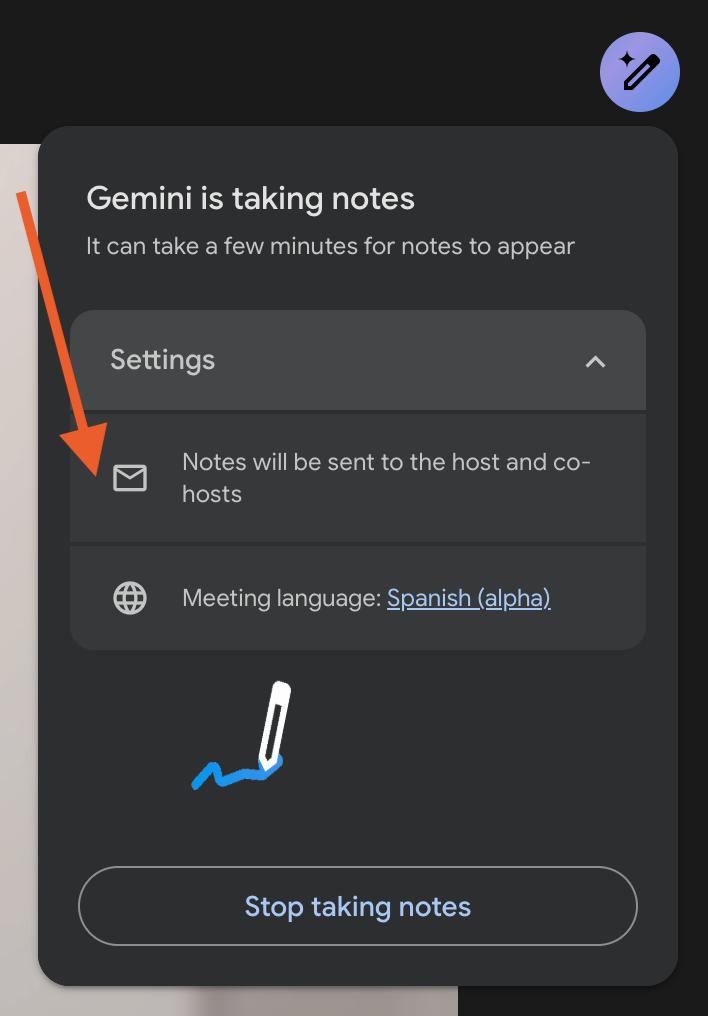 Gemini is taking notes
It can take a few minutes for notes to appear
Settings
Notes will be sent to the host and co-
hosts
Meeting language: Spanish (alpha)
Stop taking notes